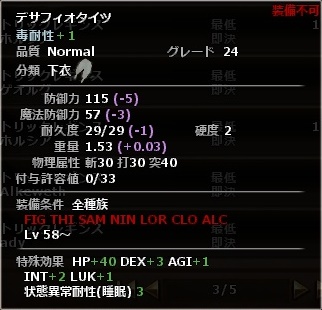 デサフィオタイツ 装備不可
毒耐性+1
品質 Normal グレード 24
分類 下衣
防御力 115 (-5)
魔法防御力 57 (-3)
耐久度 29/29 (-1) 硬度 2
重量 1.53 (+0.03)
物理属性 斬30 打30 突40
付与許容値 0/33
装備条件 全種族
FIG THI SAM NIN LOR CLO ALC
Lv 58～
特殊効果 HP+40 DEX+3 AGI+1
INT+2 LUK+1
状態異常耐性(睡眠) 3
3/5